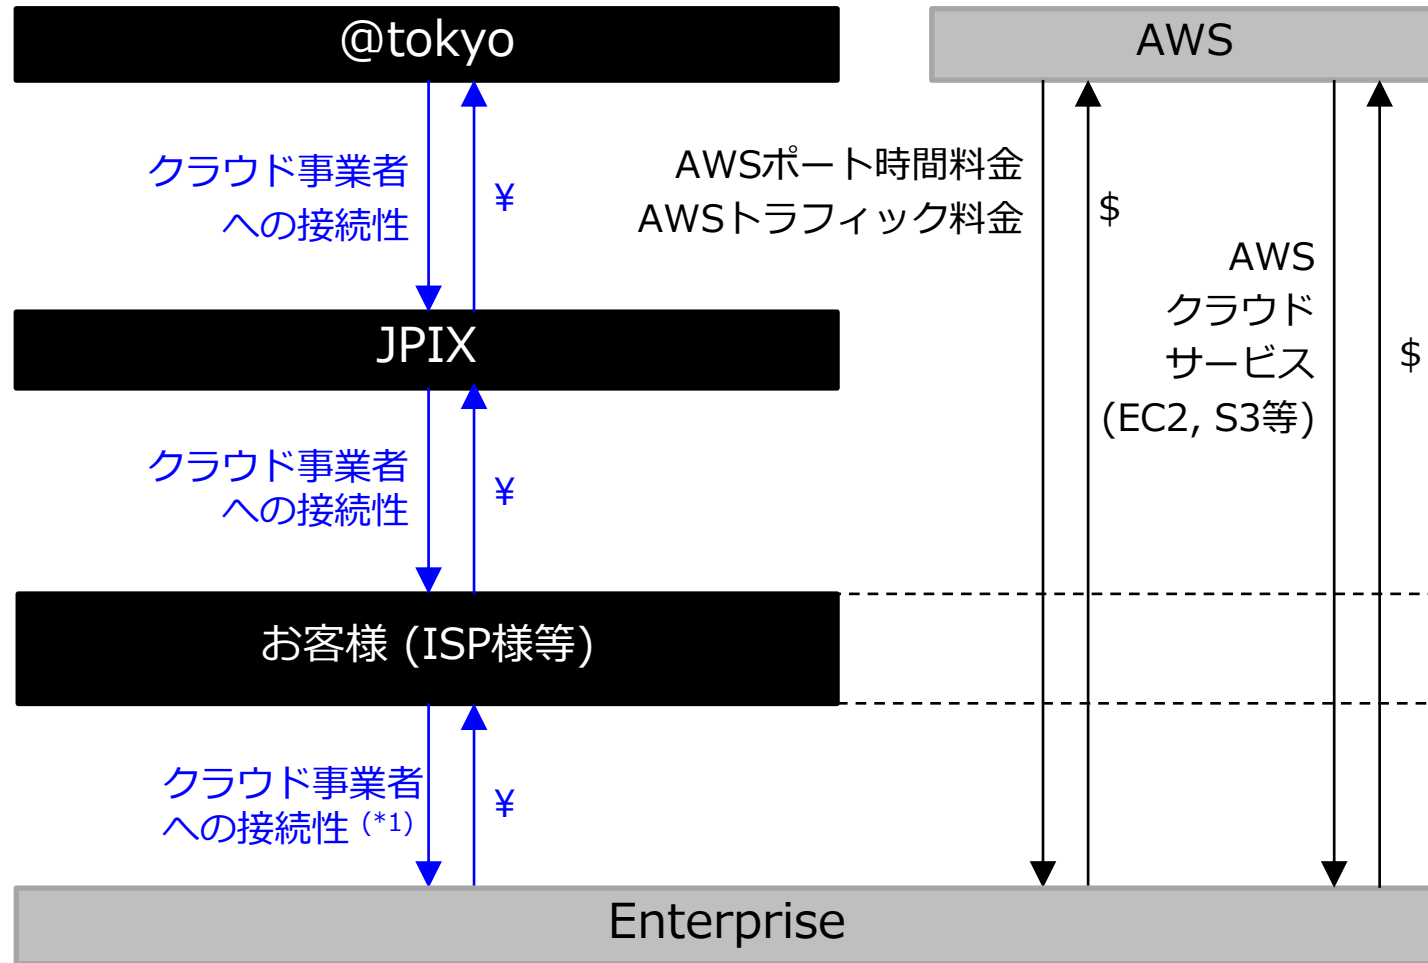 @tokyo
AWS
クラウド事業者
への接続性
¥
AWSポート時間料金
AWSトラフィック料金
$
AWS
クラウド
サービス
(EC2, S3等)
$
JPIX
クラウド事業者
への接続性
¥
お客様 (ISP様等)
クラウド事業者
への接続性 (*1)
¥
Enterprise